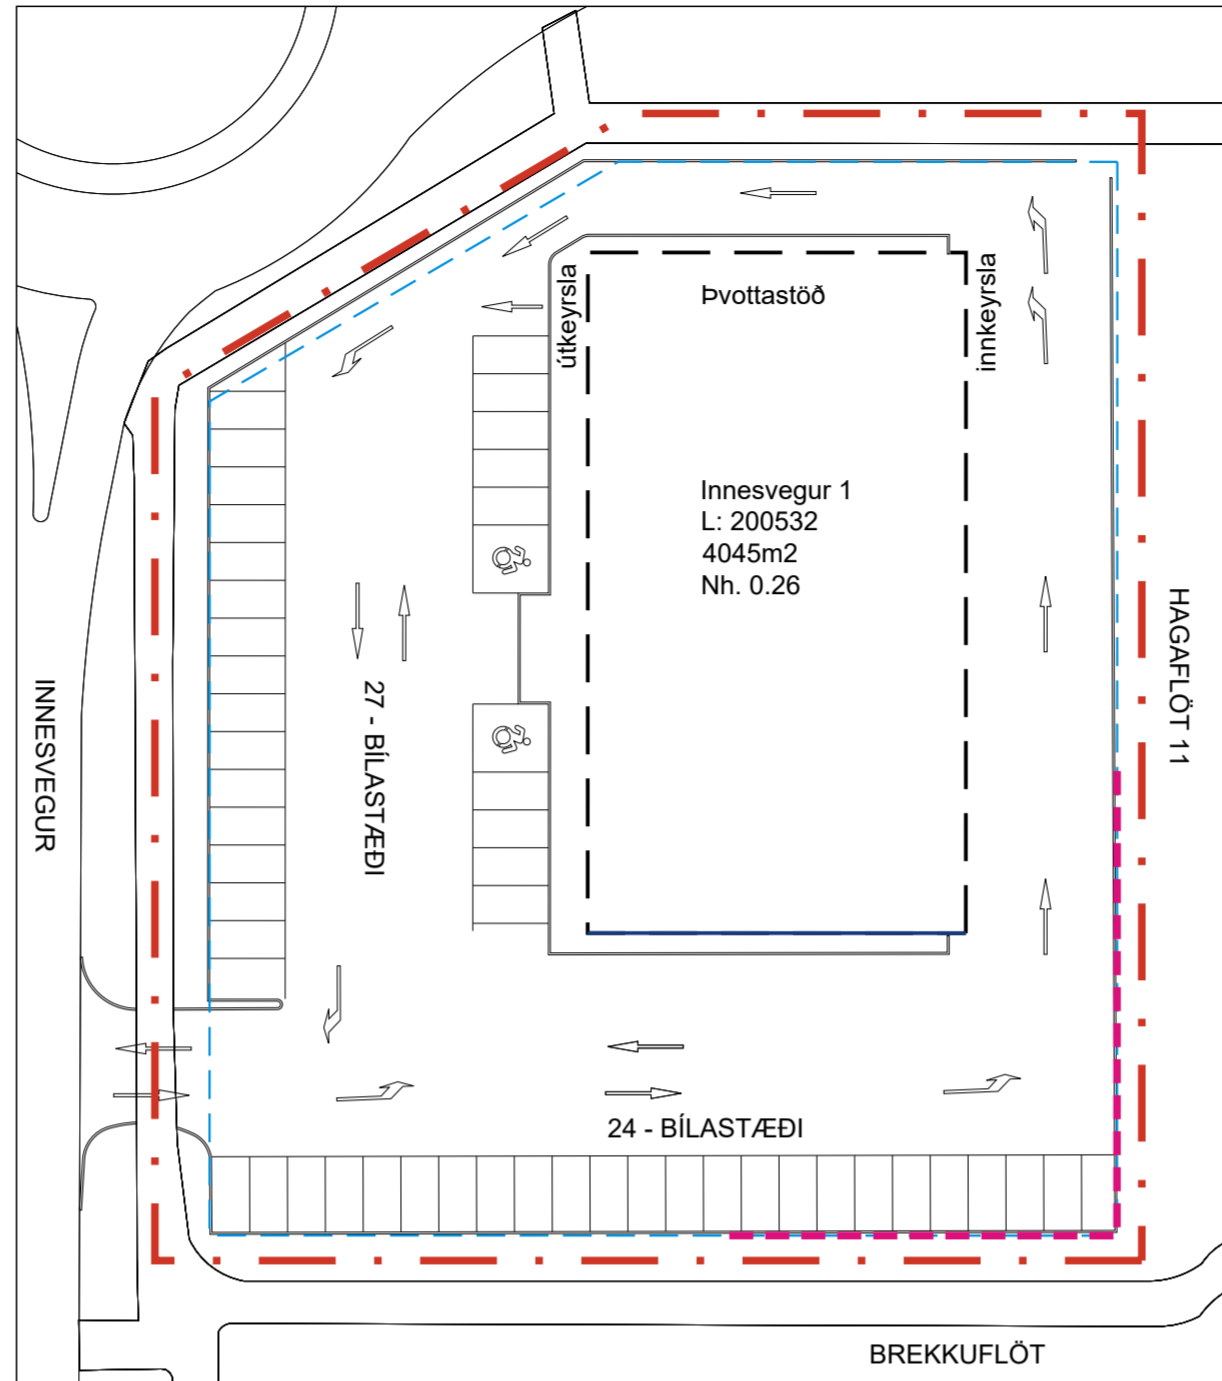 Þvottastöð
útkeyrsla
innkeyrsla
Innesvegur 1
L: 200532
4045m2
Nh. 0.26
HAGAFLÖT 11
INNESVEGUR
27 - BÍLASTÆÐI
24 - BÍLASTÆÐI
BREKKUFLÖT